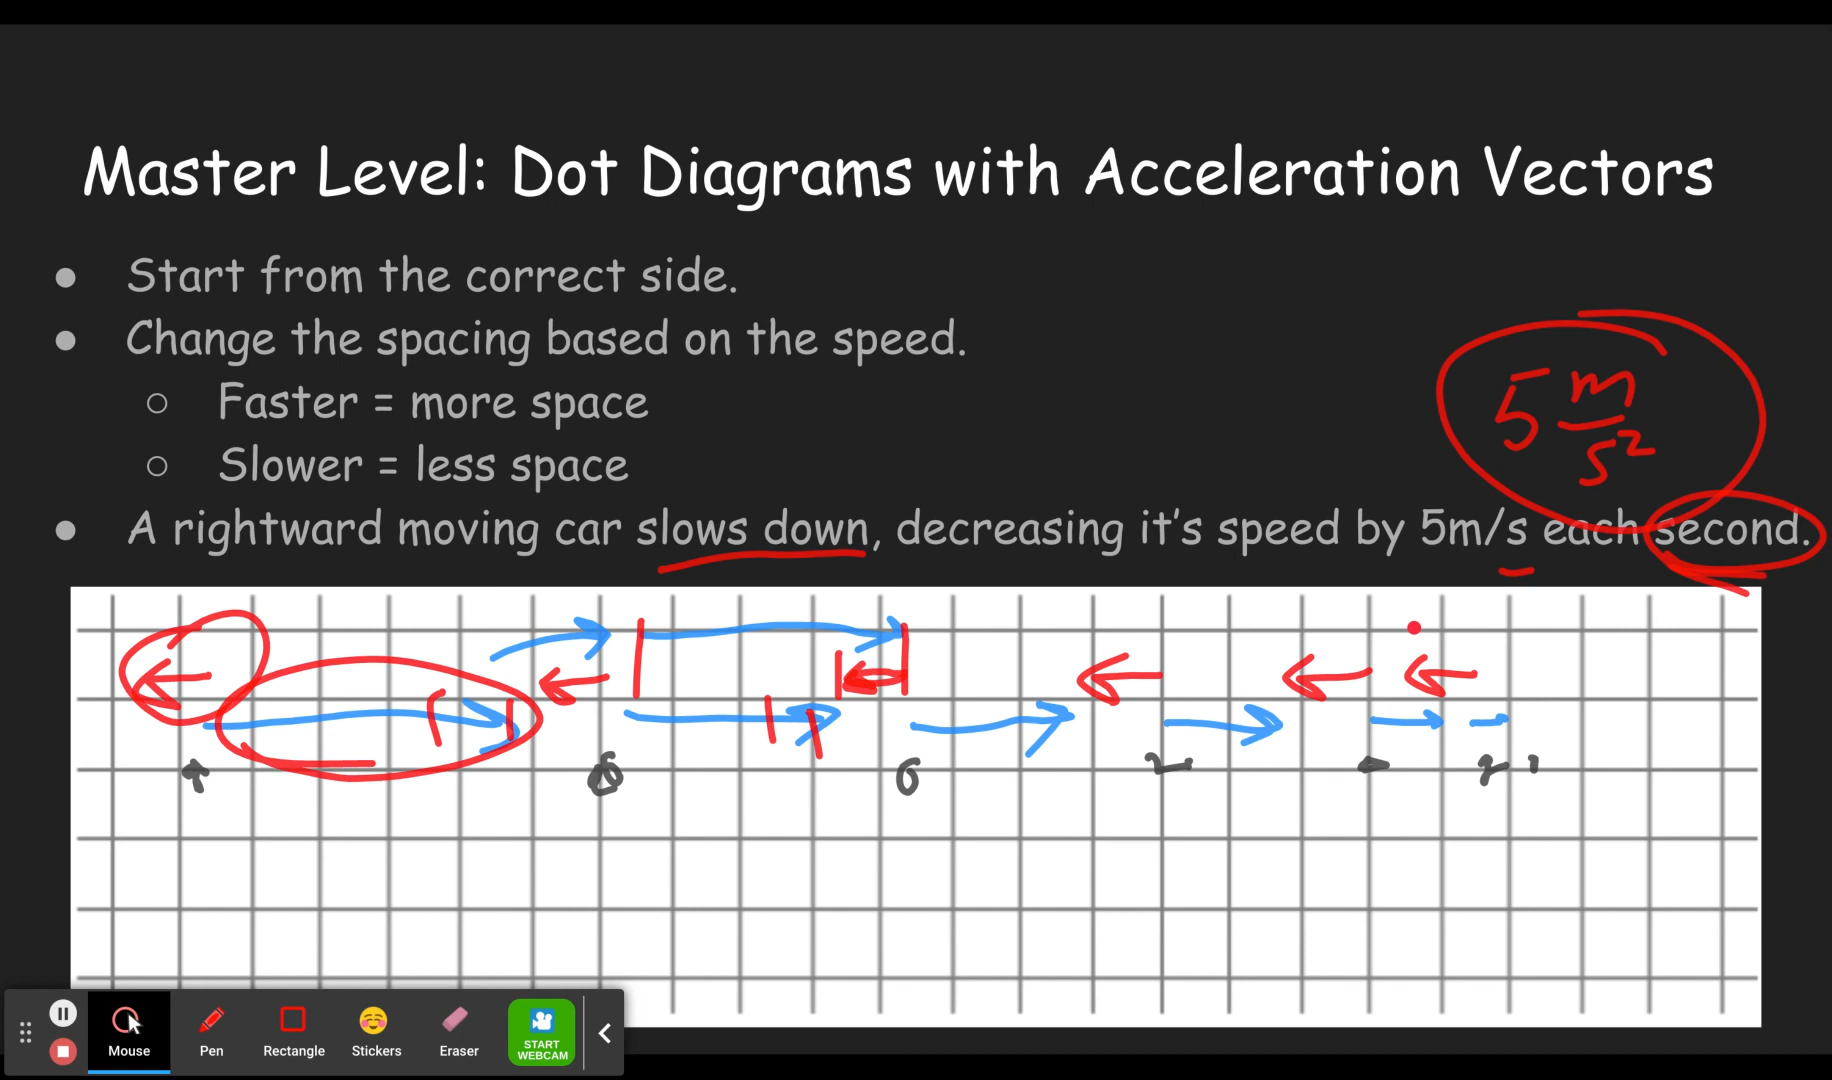 Master Level: Dot Diagrams with Acceleration Vectors
● Start from the correct side.
● Change the spacing based on the speed.
○ Faster = more space
○ Slower = less space
5 m/s²
● A rightward moving car slows down, decreasing it's speed by 5m/s each second.
Mouse
Pen
Rectangle
Stickers
Eraser
START
WEBCAM